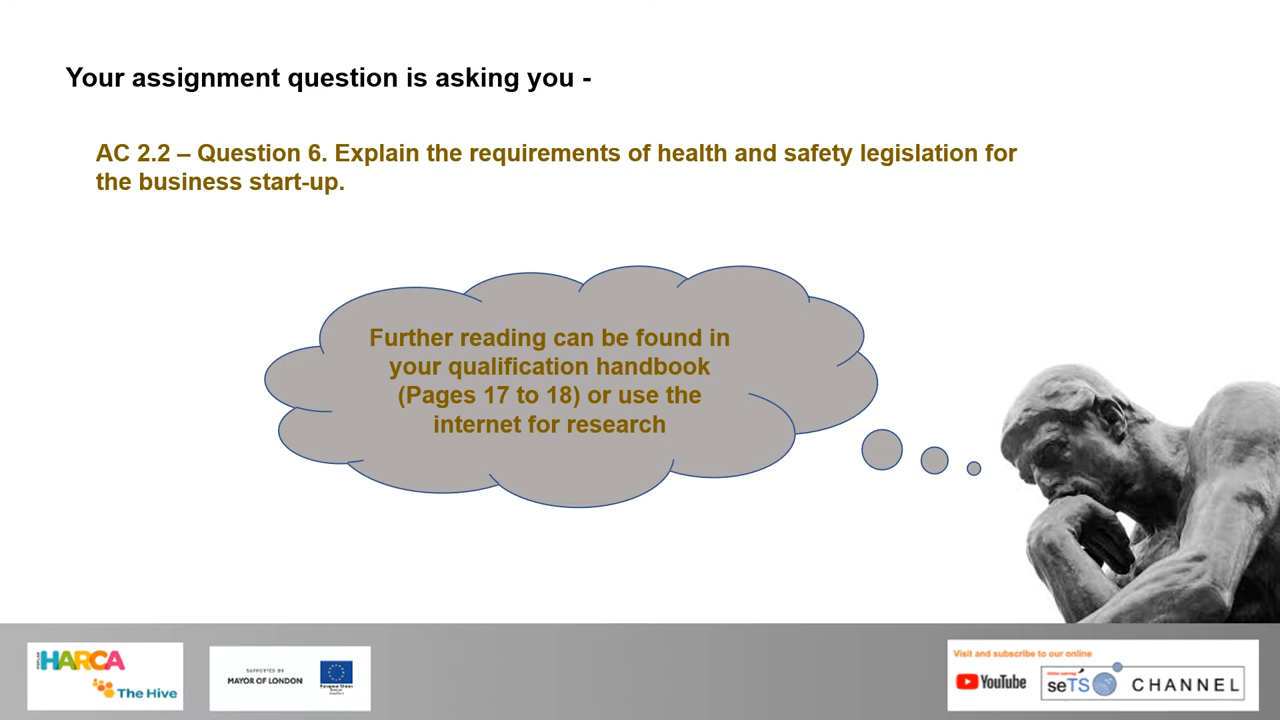 Your assignment question is asking you -
AC 2.2 – Question 6. Explain the requirements of health and safety legislation for
the business start-up.
Further reading can be found in
your qualification handbook
(Pages 17 to 18) or use the
internet for research
HARCA
The Hive
SUPPORTED BY
MAYOR OF LONDON
Visit and subscribe to our online
YouTube
seTS CHANNEL